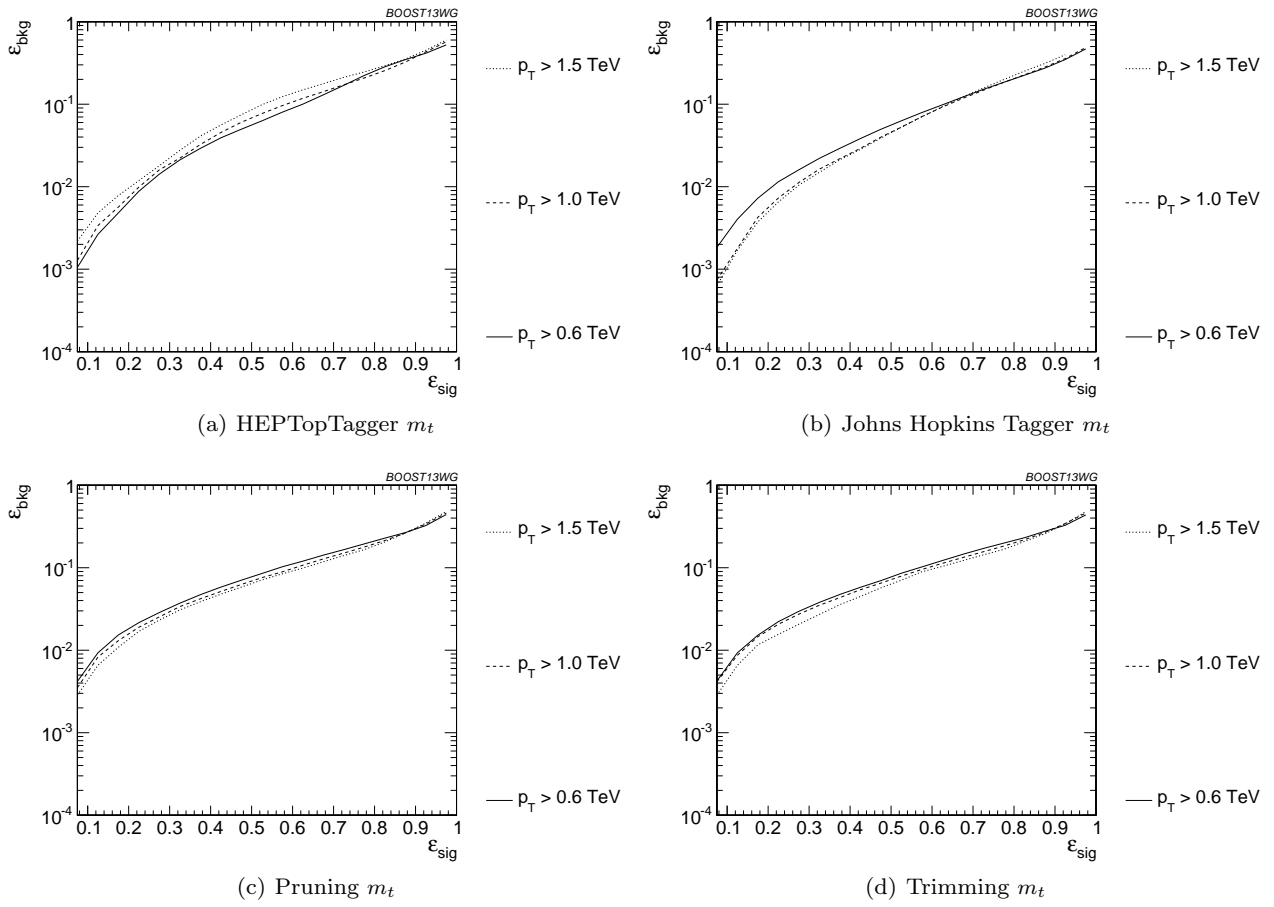 BOOST13WG
ε_bkg
1
10^-1
10^-2
10^-3
10^-4
0.1 0.2 0.3 0.4 0.5 0.6 0.7 0.8 0.9 1
ε_sig
p_T > 1.5 TeV
p_T > 1.0 TeV
p_T > 0.6 TeV
(a) HEPTopTagger m_t
BOOST13WG
ε_bkg
1
10^-1
10^-2
10^-3
10^-4
0.1 0.2 0.3 0.4 0.5 0.6 0.7 0.8 0.9 1
ε_sig
p_T > 1.5 TeV
p_T > 1.0 TeV
p_T > 0.6 TeV
(b) Johns Hopkins Tagger m_t
BOOST13WG
ε_bkg
1
10^-1
10^-2
10^-3
10^-4
0.1 0.2 0.3 0.4 0.5 0.6 0.7 0.8 0.9 1
ε_sig
p_T > 1.5 TeV
p_T > 1.0 TeV
p_T > 0.6 TeV
(c) Pruning m_t
BOOST13WG
ε_bkg
1
10^-1
10^-2
10^-3
10^-4
0.1 0.2 0.3 0.4 0.5 0.6 0.7 0.8 0.9 1
ε_sig
p_T > 1.5 TeV
p_T > 1.0 TeV
p_T > 0.6 TeV
(d) Trimming m_t